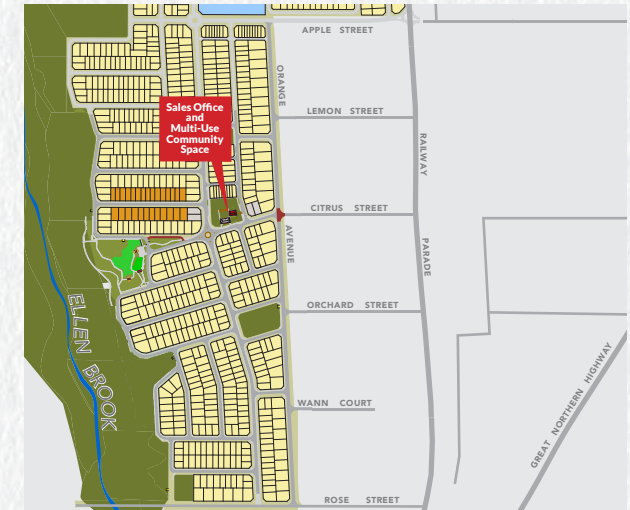 APPLE STREET
ORANGE
LEMON STREET
Sales Office
and
Multi-Use
Community
Space
RAILWAY
CITRUS STREET
AVENUE
PARADE
ORCHARD STREET
ELLEN BROOK
GREAT NORTHERN HIGHWAY
WANN COURT
ROSE STREET